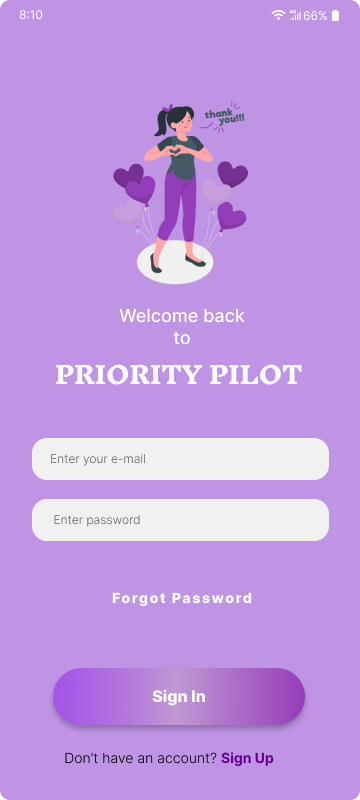 8:10
4G 66%
thank
you!!!
Welcome back
to
PRIORITY PILOT
Enter your e-mail
Enter password
Forgot Password
Sign In
Don't have an account? Sign Up